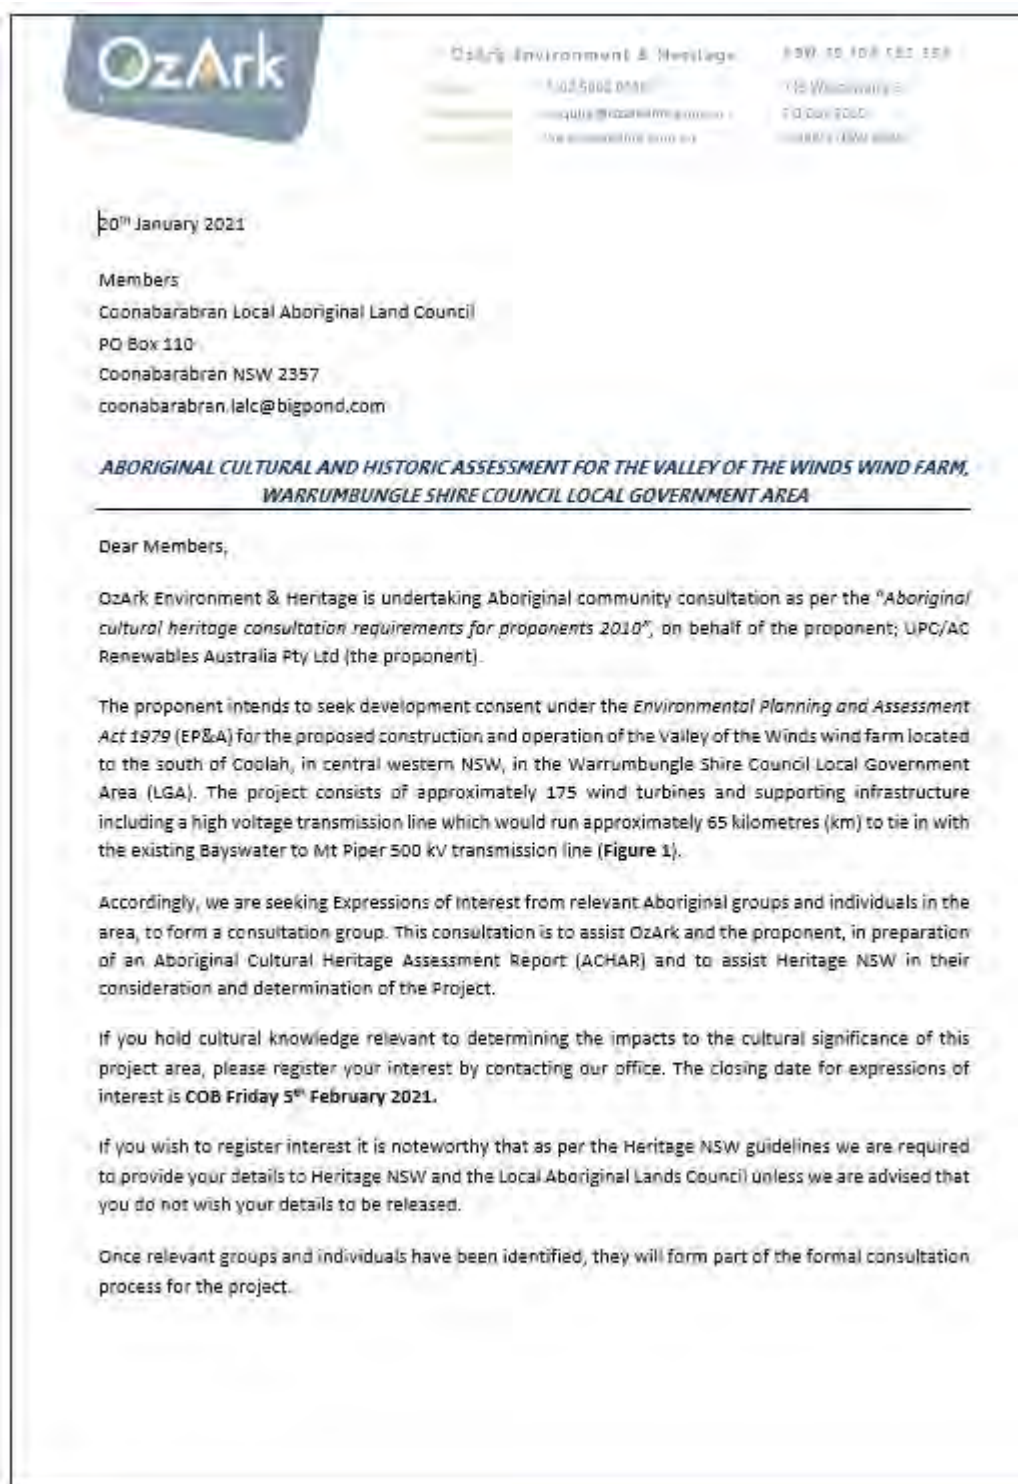 OzArk
OzArk Environment & Heritage
20th January 2021
Members
Coonabarabran Local Aboriginal Land Council
PO Box 110
Coonabarabran NSW 2357
coonabarabran.lalc@bigpond.com
ABORIGINAL CULTURAL AND HISTORIC ASSESSMENT FOR THE VALLEY OF THE WINDS WIND FARM,
WARRUMBUNGLE SHIRE COUNCIL LOCAL GOVERNMENT AREA
Dear Members,
OzArk Environment & Heritage is undertaking Aboriginal community consultation as per the "Aboriginal
cultural heritage consultation requirements for proponents 2010", on behalf of the proponent; UPC/AC
Renewables Australia Pty Ltd (the proponent).
The proponent intends to seek development consent under the Environmental Planning and Assessment
Act 1979 (EP&A) for the proposed construction and operation of the Valley of the Winds wind farm located
to the south of Coolah, in central western NSW, in the Warrumbungle Shire Council Local Government
Area (LGA). The project consists of approximately 175 wind turbines and supporting infrastructure
including a high voltage transmission line which would run approximately 65 kilometres (km) to tie in with
the existing Bayswater to Mt Piper 500 kV transmission line (Figure 1).
Accordingly, we are seeking Expressions of Interest from relevant Aboriginal groups and individuals in the
area, to form a consultation group. This consultation is to assist OzArk and the proponent, in preparation
of an Aboriginal Cultural Heritage Assessment Report (ACHAR) and to assist Heritage NSW in their
consideration and determination of the Project.
If you hold cultural knowledge relevant to determining the impacts to the cultural significance of this
project area, please register your interest by contacting our office. The closing date for expressions of
interest is COB Friday 5th February 2021.
If you wish to register interest it is noteworthy that as per the Heritage NSW guidelines we are required
to provide your details to Heritage NSW and the Local Aboriginal Lands Council unless we are advised that
you do not wish your details to be released.
Once relevant groups and individuals have been identified, they will form part of the formal consultation
process for the project.